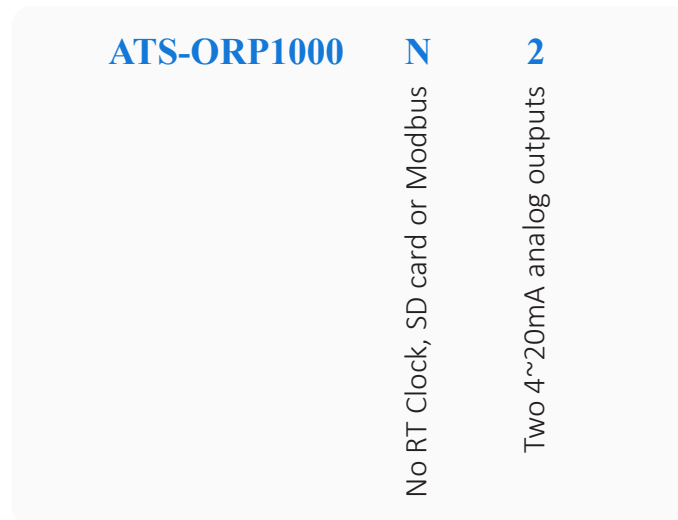 ATS-ORP1000 N 2
No RT Clock, SD card or Modbus
Two 4~20mA analog outputs